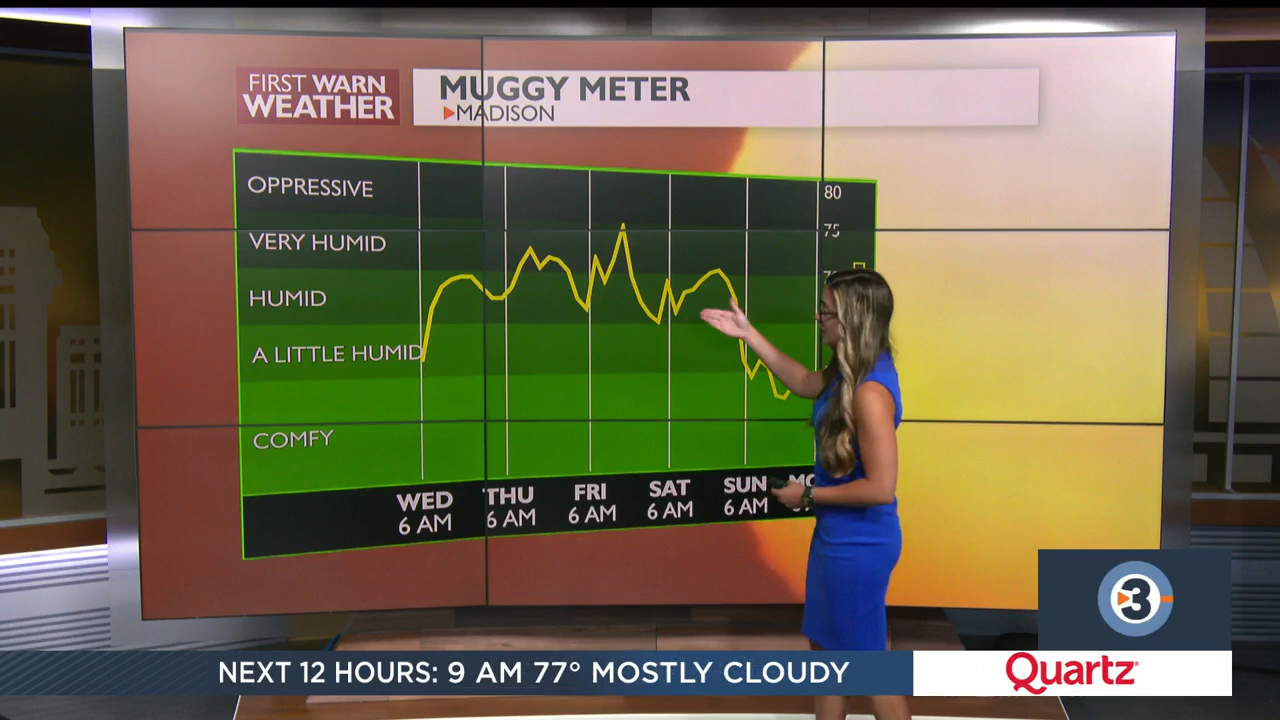 FIRST WARN
WEATHER
MUGGY METER
MADISON
OPPRESSIVE
VERY HUMID
HUMID
A LITTLE HUMID
COMFY
80
75
WED
THU
FRI
SAT
SUN
6 AM
6 AM
6 AM
6 AM
6 AM
3
NEXT 12 HOURS: 9 AM 77° MOSTLY CLOUDY
Quartz